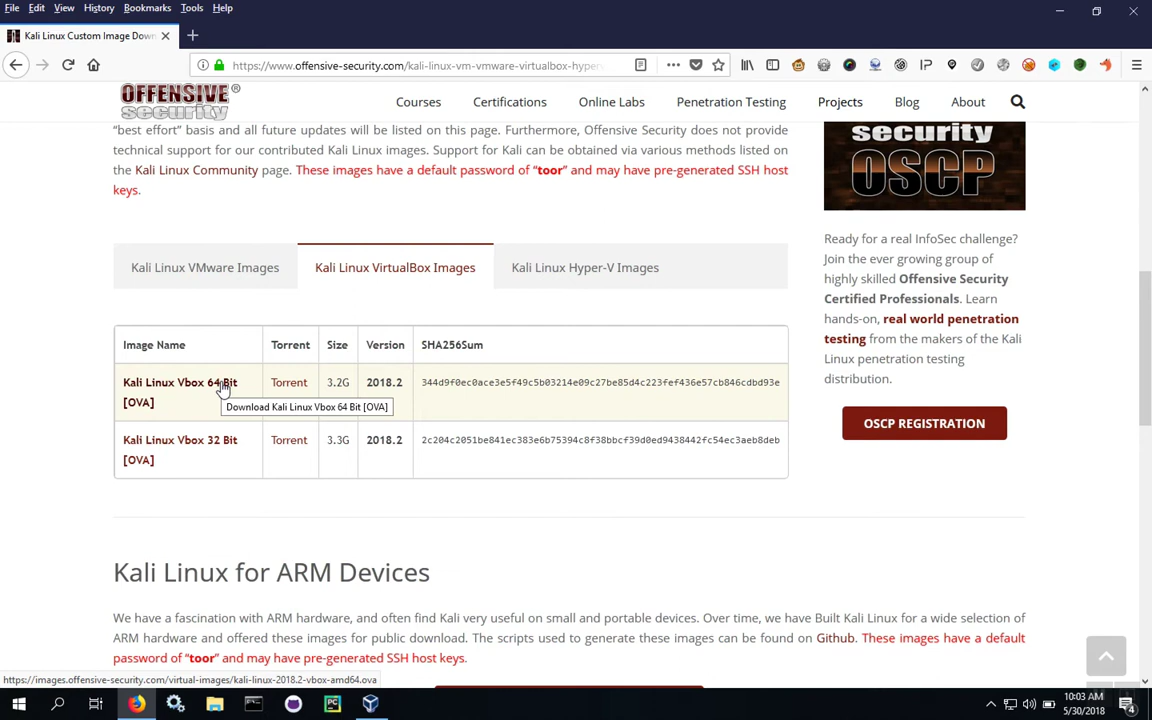 File Edit View History Bookmarks Tools Help
Kali Linux Custom Image Down
https://www.offensive-security.com/kali-linux-vm-vmware-virtualbox-hyper-
OFFENSIVE
security
®
Courses Certifications Online Labs Penetration Testing Projects Blog About
“best effort” basis and all future updates will be listed on this page. Furthermore, Offensive Security does not provide
technical support for our contributed Kali Linux images. Support for Kali can be obtained via various methods listed on
the Kali Linux Community page. These images have a default password of “toor” and may have pre-generated SSH host
keys.
security
OSCP
Ready for a real InfoSec challenge?
Join the ever growing group of
highly skilled Offensive Security
Certified Professionals. Learn
hands-on, real world penetration
testing from the makers of the Kali
Linux penetration testing
distribution.
OSCP REGISTRATION
Kali Linux VMware Images Kali Linux VirtualBox Images Kali Linux Hyper-V Images
Image Name Torrent Size Version SHA256Sum
Kali Linux Vbox 64 Bit Torrent 3.2G 2018.2 344d9f0ec0ace3e5f49c5b03214e09c27be85d4c223fef436e57cb846cdbd93e
[OVA]
Download Kali Linux Vbox 64 Bit [OVA]
Kali Linux Vbox 32 Bit Torrent 3.3G 2018.2 2c204c2051be841ec383e6b75394c8f38bbcf39d0ed9438442fc54ec3aeb8deb
[OVA]
Kali Linux for ARM Devices
We have a fascination with ARM hardware, and often find Kali very useful on small and portable devices. Over time, we have Built Kali Linux for a wide selection of
ARM hardware and offered these images for public download. The scripts used to generate these images can be found on Github. These images have a default
password of “toor” and may have pre-generated SSH host keys.
https://images.offensive-security.com/virtual-images/kali-linux-2018.2-vbox-amd64.ova
10:03 AM
5/30/2018
4